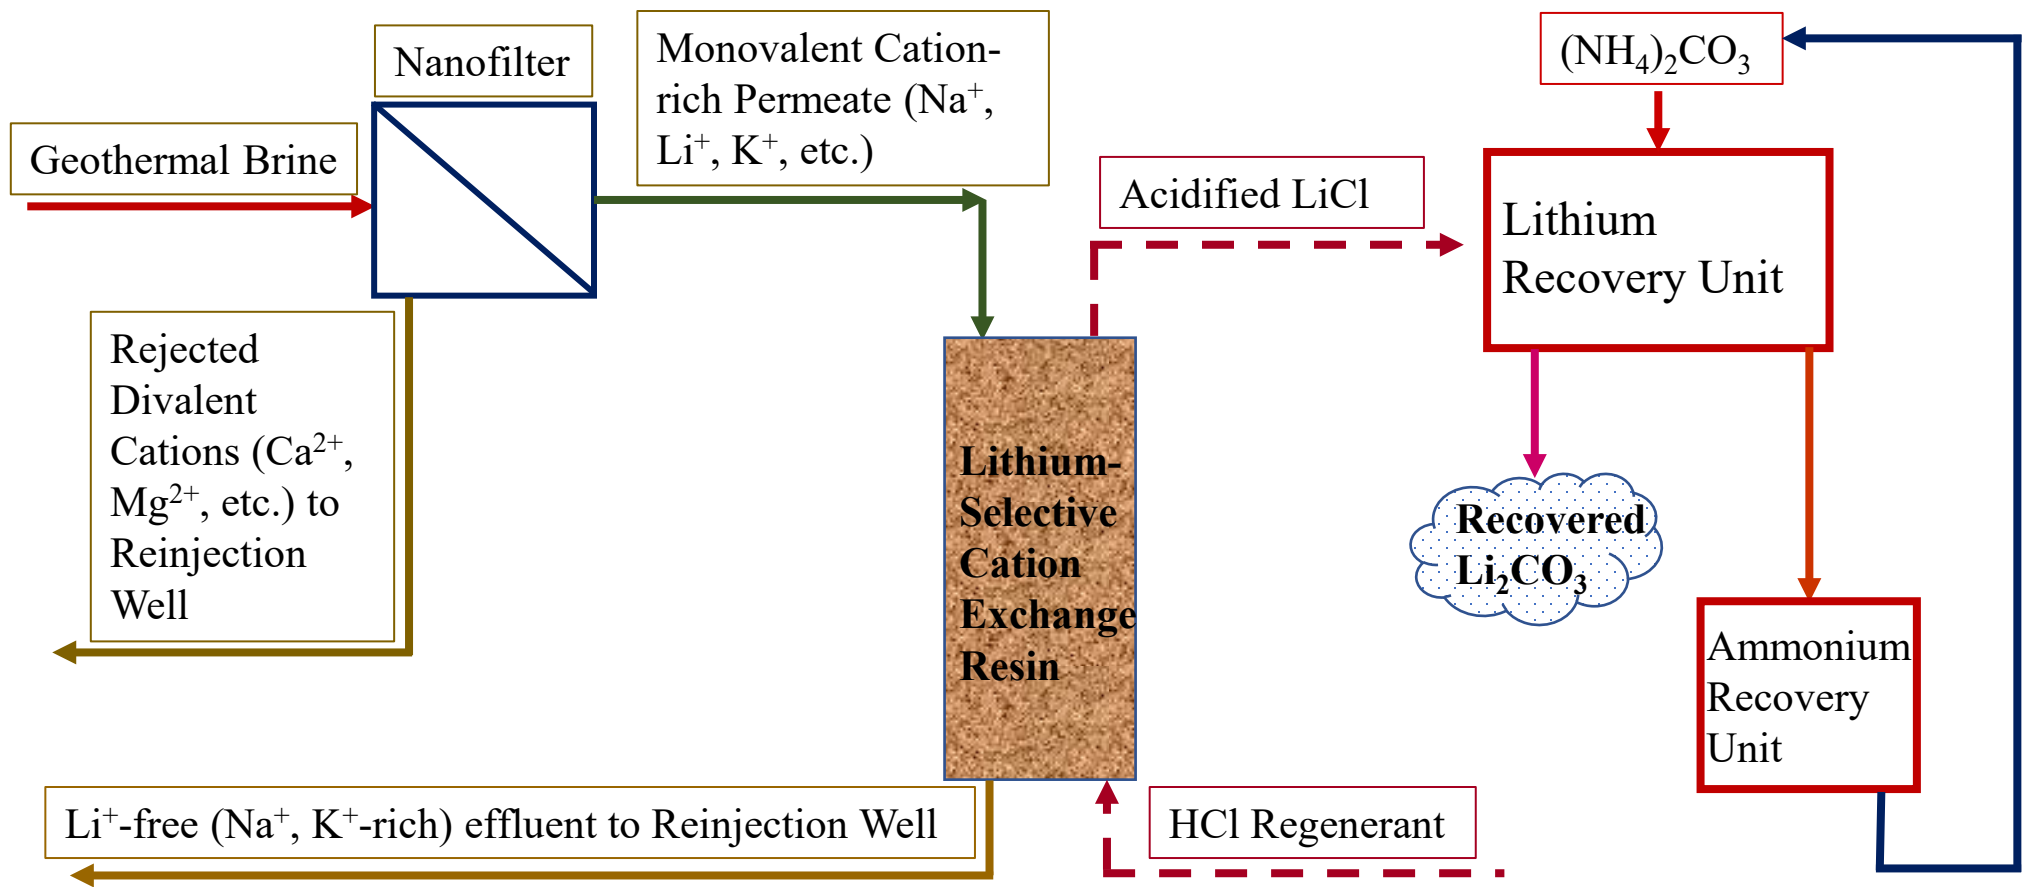 Nanofilter
Monovalent Cation-
rich Permeate (Na⁺,
Li⁺, K⁺, etc.)
(NH₄)₂CO₃
Geothermal Brine
Acidified LiCl
Lithium
Recovery Unit
Rejected
Divalent
Cations (Ca²⁺,
Mg²⁺, etc.) to
Reinjection
Well
Lithium-
Selective
Cation
Exchange
Resin
Recovered
Li₂CO₃
Ammonium
Recovery
Unit
Li⁺-free (Na⁺, K⁺-rich) effluent to Reinjection Well
HCl Regenerant